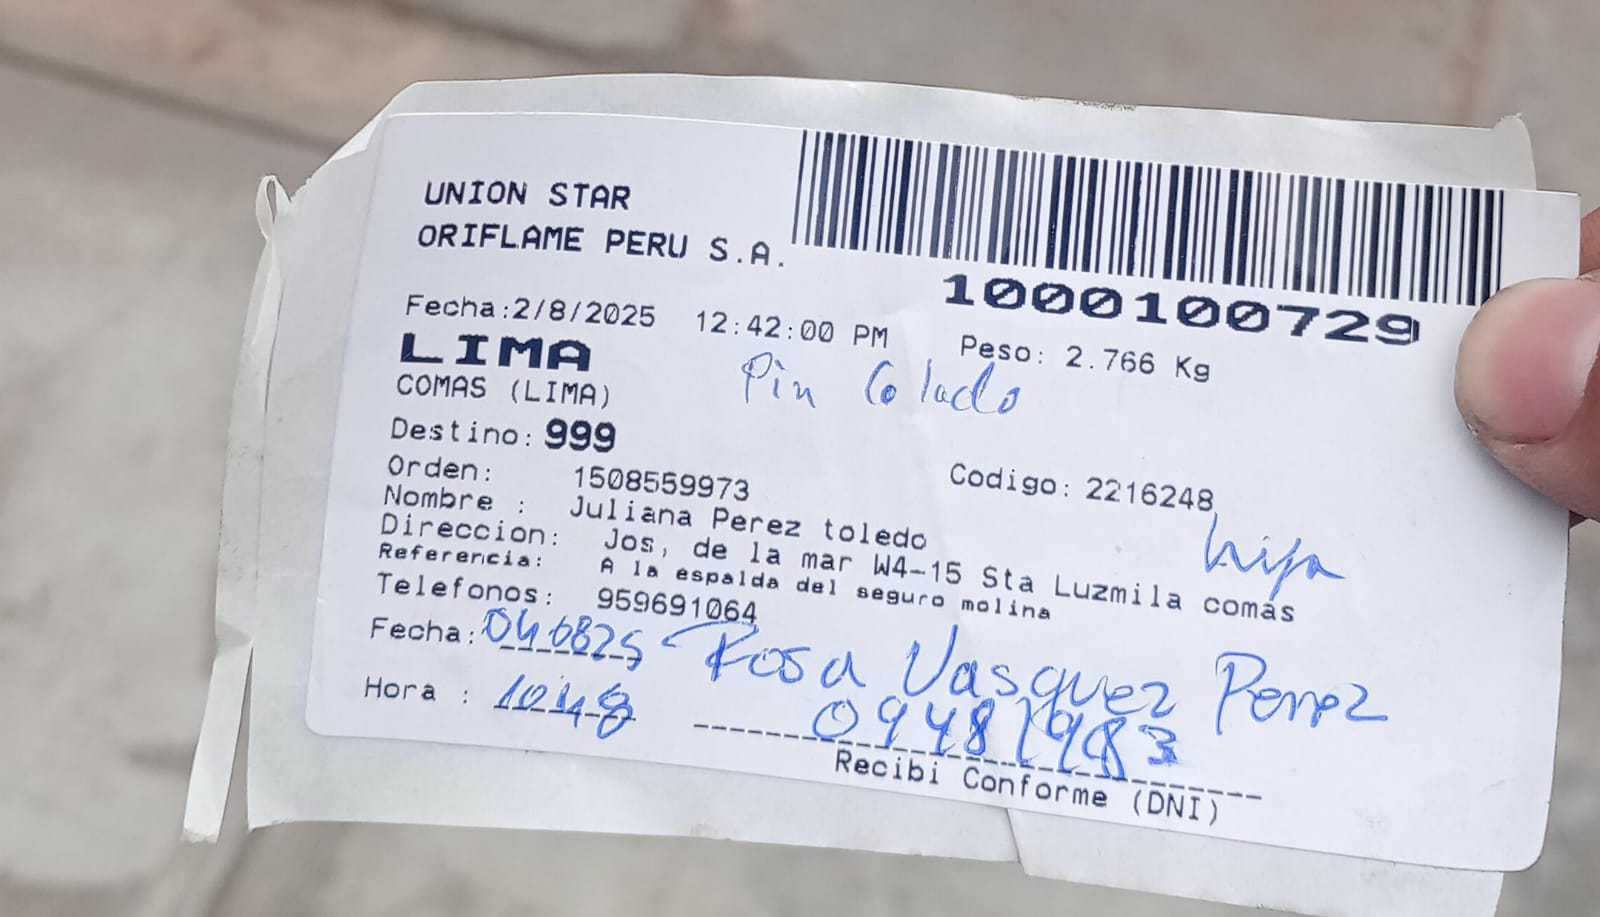 UNION STAR
ORIFLAME PERU S.A.
1000100729
Fecha:2/8/2025 12:42:00 PM Peso: 2.766 Kg
LIMA
COMAS (LIMA)
Pin Colado
Destino: 999
Orden: 1508559973 Codigo: 2216248
Nombre : Juliana Perez toledo
hija
Direccion: Jos, de la mar W4-15 Sta Luzmila comas
Referencia: A la espalda del seguro molina
Telefonos: 959691064
Fecha: 040825 Rosa Vasquez Perez
Hora : 1048
Recibi Conforme (DNI)